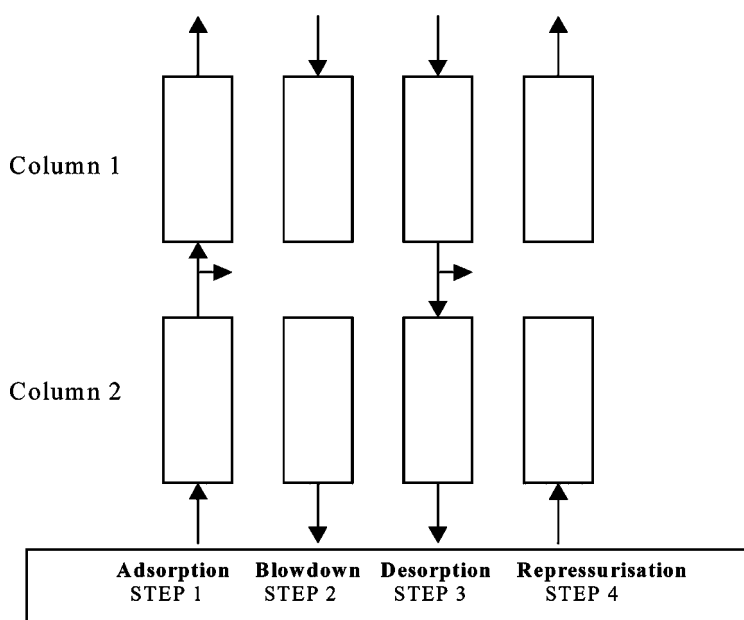 Column 1
Column 2
Adsorption Blowdown Desorption Repressurisation
STEP 1 STEP 2 STEP 3 STEP 4